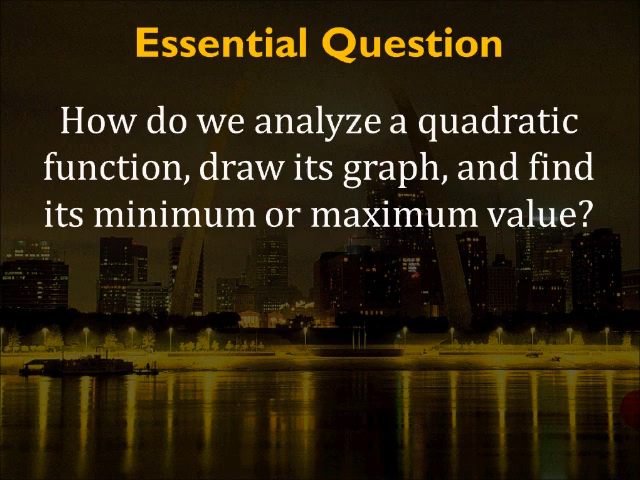 Essential Question
How do we analyze a quadratic
function, draw its graph, and find
its minimum or maximum value?